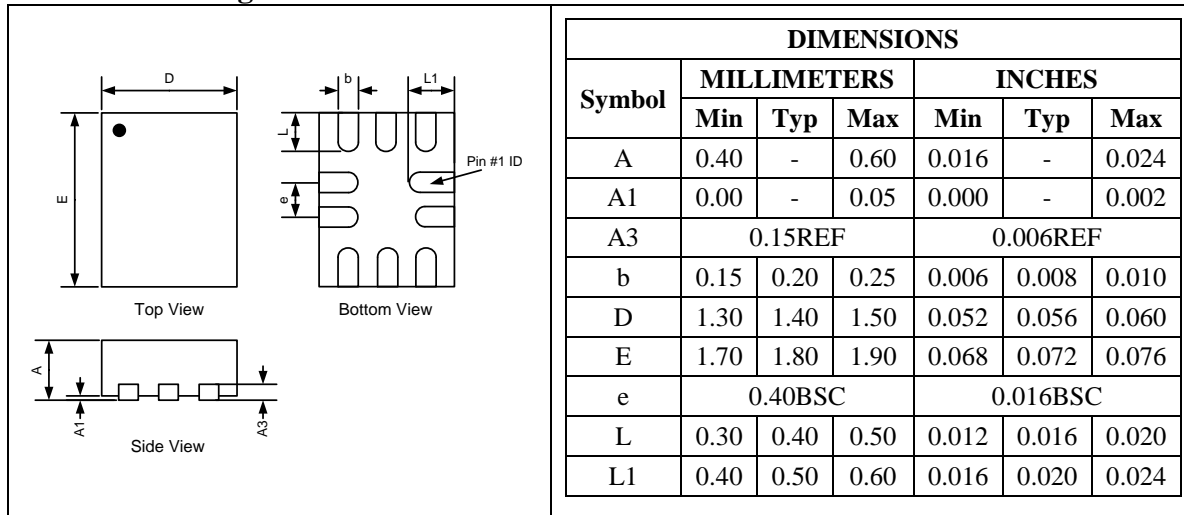 D
E
Top View
b
L1
L
e
Pin #1 ID
Bottom View
A
A1
A3
Side View
DIMENSIONS
Symbol MILLIMETERS INCHES
Min Typ Max Min Typ Max
A 0.40 - 0.60 0.016 - 0.024
A1 0.00 - 0.05 0.000 - 0.002
A3 0.15REF 0.006REF
b 0.15 0.20 0.25 0.006 0.008 0.010
D 1.30 1.40 1.50 0.052 0.056 0.060
E 1.70 1.80 1.90 0.068 0.072 0.076
e 0.40BSC 0.016BSC
L 0.30 0.40 0.50 0.012 0.016 0.020
L1 0.40 0.50 0.60 0.016 0.020 0.024